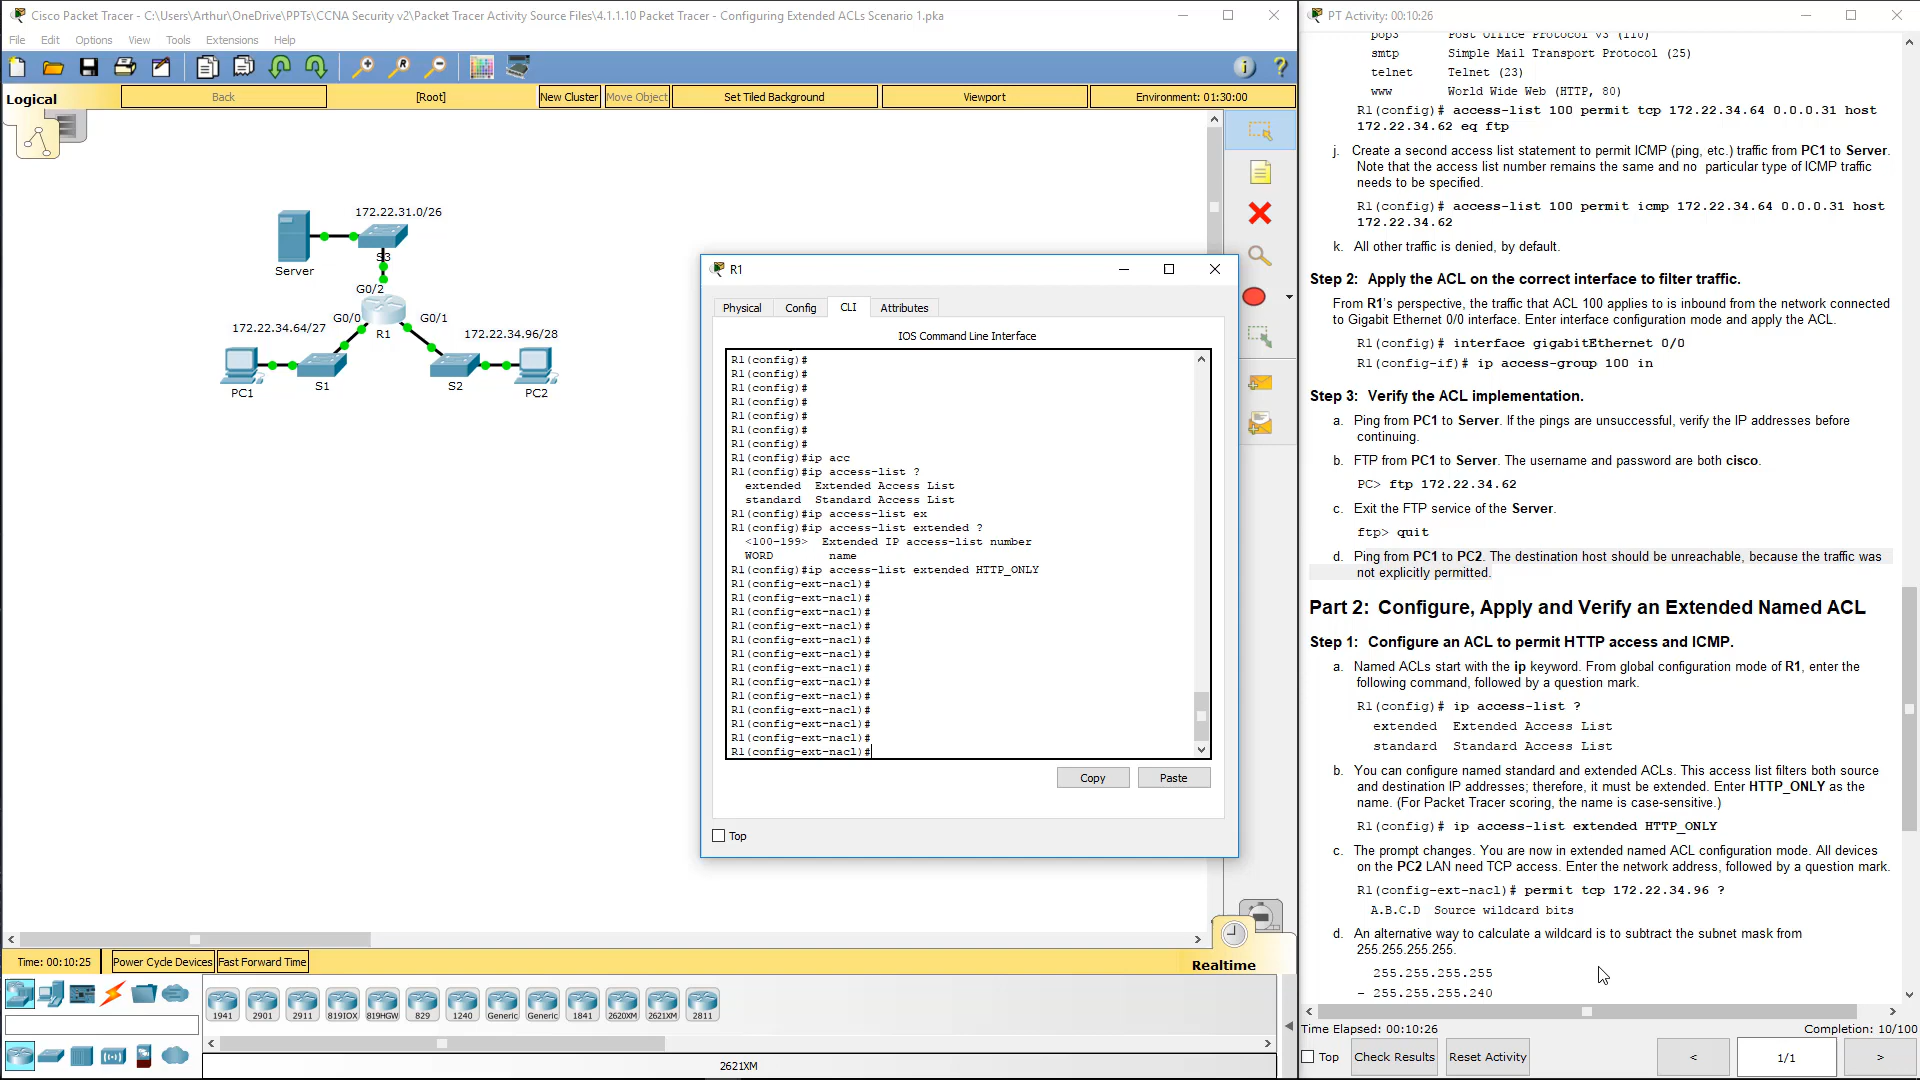 Cisco Packet Tracer - C:\Users\Arthur\OneDrive\PPTs\CCNA Security v2\Packet Tracer Activity Source Files\4.1.1.10 Packet Tracer - Configuring Extended ACLs Scenario 1.pka
File Edit Options View Tools Extensions Help
Logical
Back
[Root]
New Cluster
Move Object
Set Tiled Background
Viewport
Environment: 01:30:00
172.22.31.0/26
Server
S3
G0/2
172.22.34.64/27
G0/0
G0/1
R1
172.22.34.96/28
PC1
S1
S2
PC2
R1
Physical
Config
CLI
Attributes
IOS Command Line Interface
R1(config)#
R1(config)#
R1(config)#
R1(config)#
R1(config)#
R1(config)#
R1(config)#
R1(config)#ip acc
R1(config)#ip access-list ?
extended Extended Access List
standard Standard Access List
R1(config)#ip access-list ex
R1(config)#ip access-list extended ?
<100-199> Extended IP access-list number
WORD name
R1(config)#ip access-list extended HTTP_ONLY
R1(config-ext-nacl)#
R1(config-ext-nacl)#
R1(config-ext-nacl)#
R1(config-ext-nacl)#
R1(config-ext-nacl)#
R1(config-ext-nacl)#
R1(config-ext-nacl)#
R1(config-ext-nacl)#
R1(config-ext-nacl)#
R1(config-ext-nacl)#
R1(config-ext-nacl)#
R1(config-ext-nacl)#
R1(config-ext-nacl)#
Copy
Paste
Top
Time: 00:10:25
Power Cycle Devices
Fast Forward Time
Realtime
1941
2901
2911
819IOX
819HGW
829
1240
Generic
Generic
1841
2620XM
2621XM
2811
2621XM
PT Activity: 00:10:26
pop3 Post Office Protocol v3 (110)
smtp Simple Mail Transport Protocol (25)
telnet Telnet (23)
www World Wide Web (HTTP, 80)
R1(config)# access-list 100 permit tcp 172.22.34.64 0.0.0.31 host
172.22.34.62 eq ftp
j. Create a second access list statement to permit ICMP (ping, etc.) traffic from PC1 to Server.
Note that the access list number remains the same and no particular type of ICMP traffic
needs to be specified.
R1(config)# access-list 100 permit icmp 172.22.34.64 0.0.0.31 host
172.22.34.62
k. All other traffic is denied, by default.
Step 2: Apply the ACL on the correct interface to filter traffic.
From R1's perspective, the traffic that ACL 100 applies to is inbound from the network connected
to Gigabit Ethernet 0/0 interface. Enter interface configuration mode and apply the ACL.
R1(config)# interface gigabitEthernet 0/0
R1(config-if)# ip access-group 100 in
Step 3: Verify the ACL implementation.
a. Ping from PC1 to Server. If the pings are unsuccessful, verify the IP addresses before
continuing.
b. FTP from PC1 to Server. The username and password are both cisco.
PC> ftp 172.22.34.62
c. Exit the FTP service of the Server.
ftp> quit
d. Ping from PC1 to PC2. The destination host should be unreachable, because the traffic was
not explicitly permitted.
Part 2: Configure, Apply and Verify an Extended Named ACL
Step 1: Configure an ACL to permit HTTP access and ICMP.
a. Named ACLs start with the ip keyword. From global configuration mode of R1, enter the
following command, followed by a question mark.
R1(config)# ip access-list ?
extended Extended Access List
standard Standard Access List
b. You can configure named standard and extended ACLs. This access list filters both source
and destination IP addresses; therefore, it must be extended. Enter HTTP_ONLY as the
name. (For Packet Tracer scoring, the name is case-sensitive.)
R1(config)# ip access-list extended HTTP_ONLY
c. The prompt changes. You are now in extended named ACL configuration mode. All devices
on the PC2 LAN need TCP access. Enter the network address, followed by a question mark.
R1(config-ext-nacl)# permit tcp 172.22.34.96 ?
A.B.C.D Source wildcard bits
d. An alternative way to calculate a wildcard is to subtract the subnet mask from
255.255.255.255.
255.255.255.255
- 255.255.255.240
Time Elapsed: 00:10:26
Completion: 10/100
Top
Check Results
Reset Activity
<
1/1
>